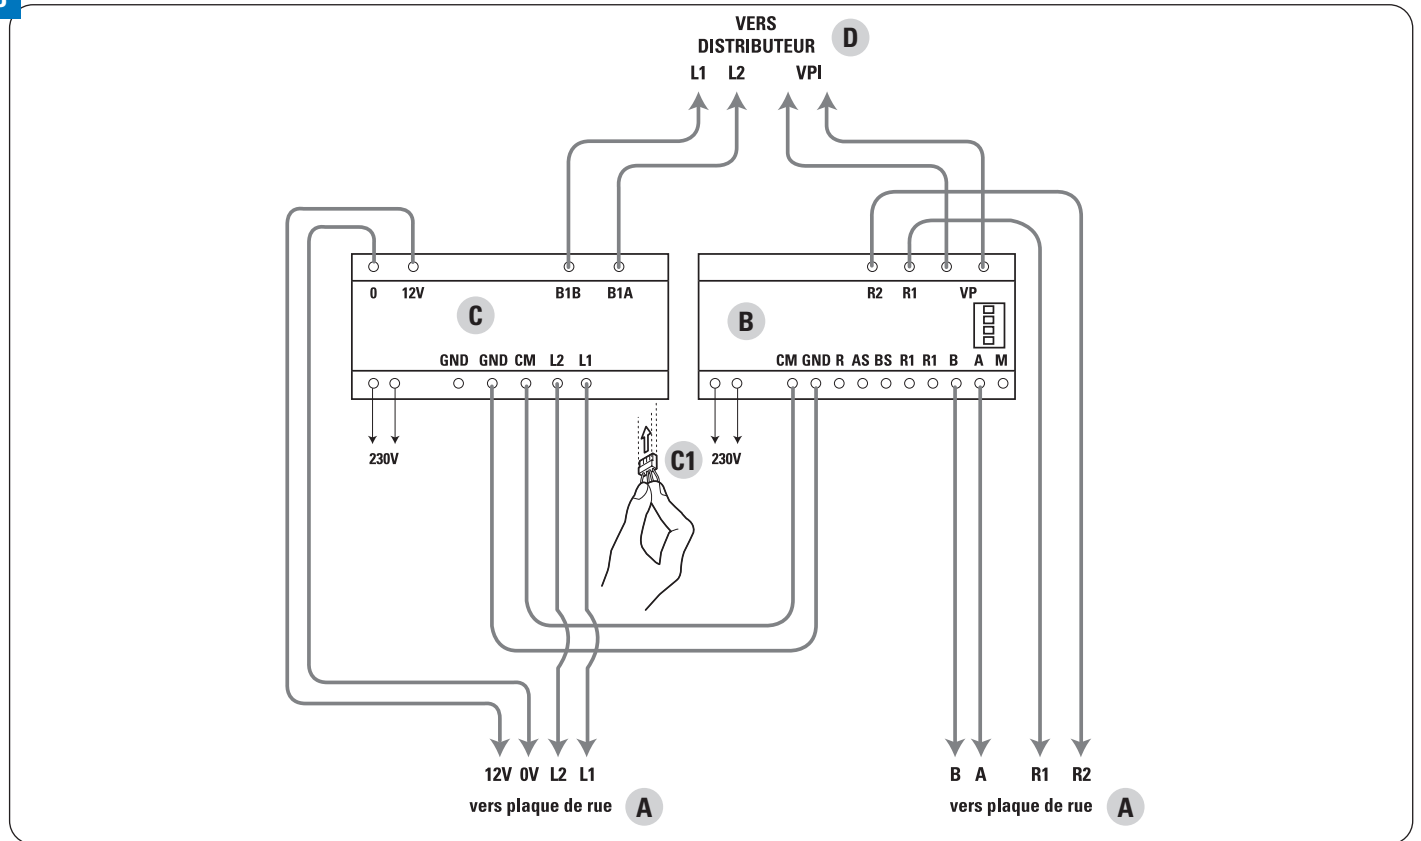 VERS
DISTRIBUTEUR
D
L1 L2 VPI
0 12V B1B B1A
R2 R1 VP
C
B
GND GND CM L2 L1
CM GND R AS BS R1 R1 B A M
230V
C1
230V
12V 0V L2 L1
B A R1 R2
vers plaque de rue A
vers plaque de rue A